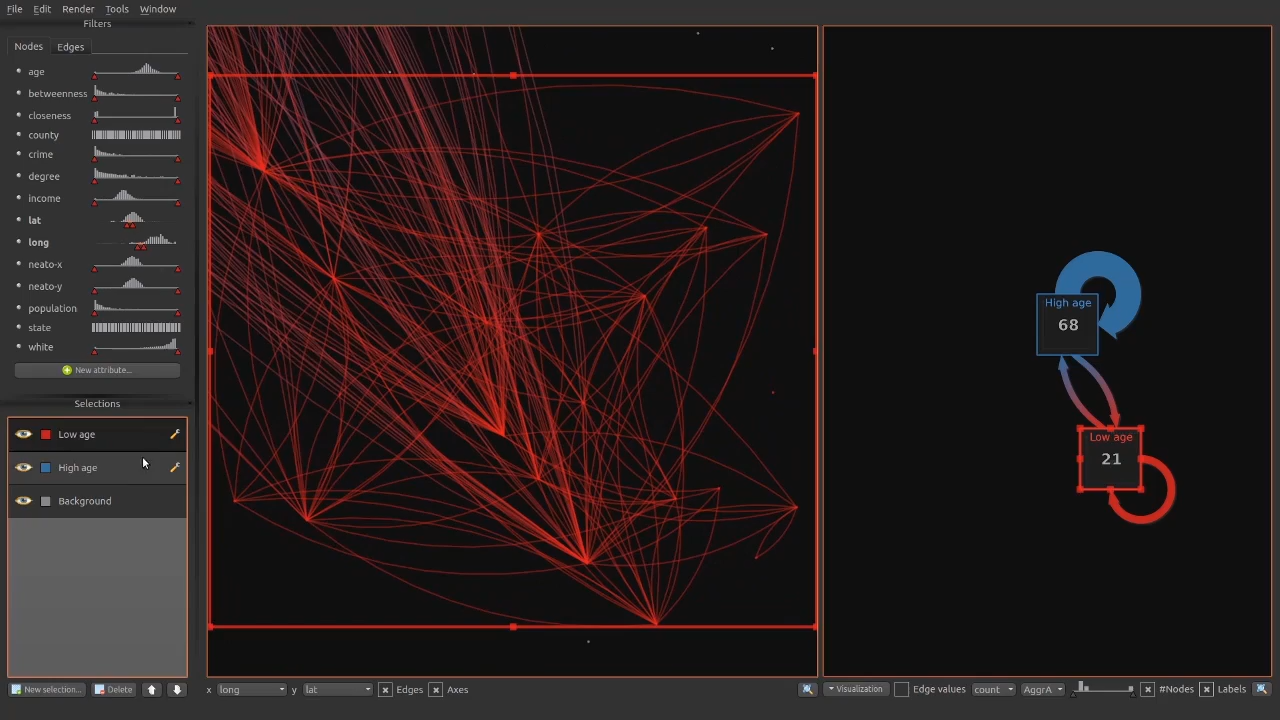 File Edit Render Tools Window
Filters
Nodes Edges
age
betweenness
closeness
county
crime
degree
income
lat
long
neato-x
neato-y
population
state
white
New attribute...
Selections
Low age
High age
Background
New selection... Delete
x long y lat Edges Axes
High age
68
Low age
21
Visualization Edge values count AggrA #Nodes Labels